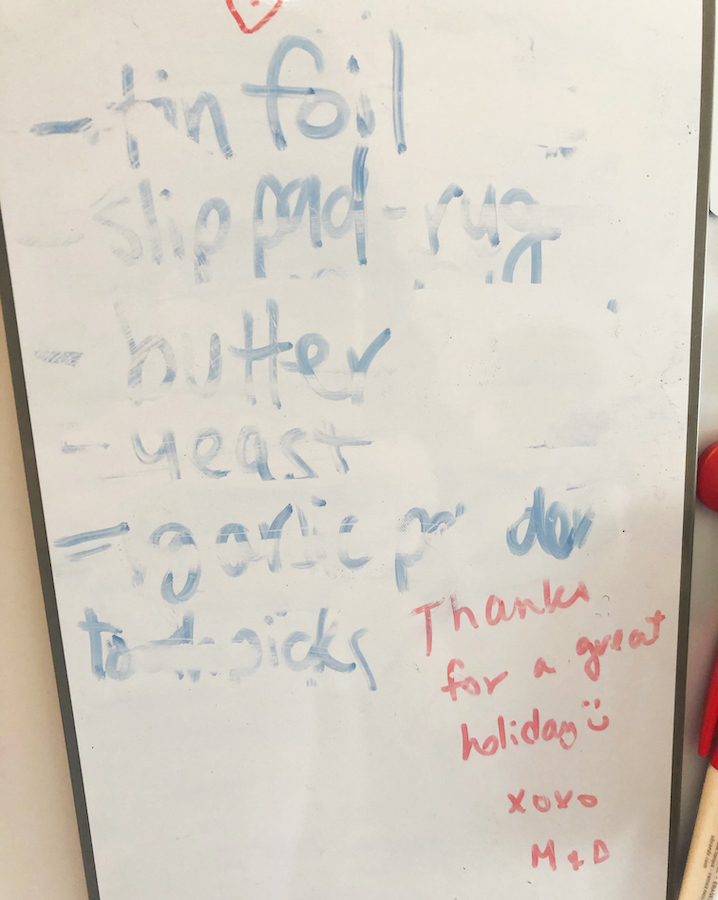 - tin foil
- slip pad - rug
- butter
- yeast
- garlic powder
toothpicks
Thanks
for a great
holiday
xoxo
M + D